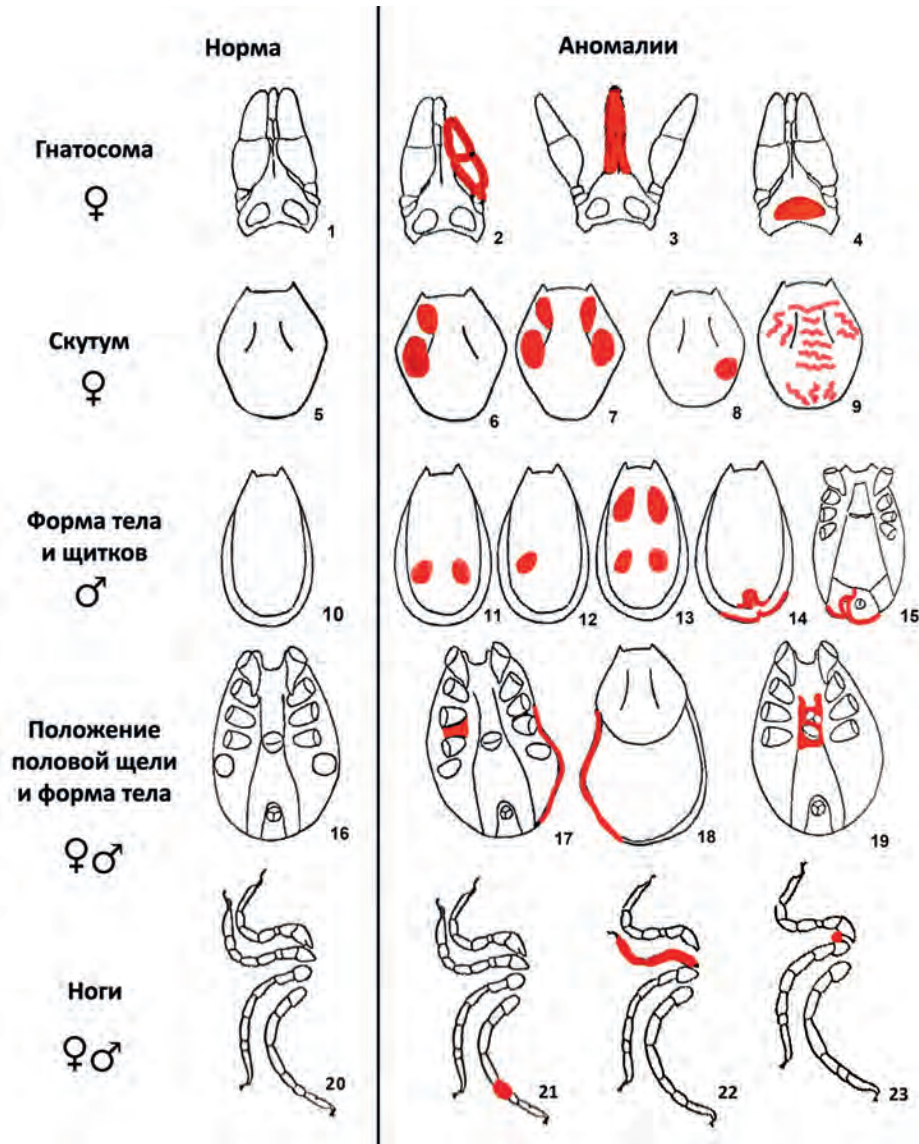 Норма
Аномалии
Гнатосома
♀
1
2
3
4
Скутум
♀
5
6
7
8
9
Форма тела
и щитков
♂
10
11
12
13
14
15
Положение
половой щели
и форма тела
♀♂
16
17
18
19
Ноги
♀♂
20
21
22
23